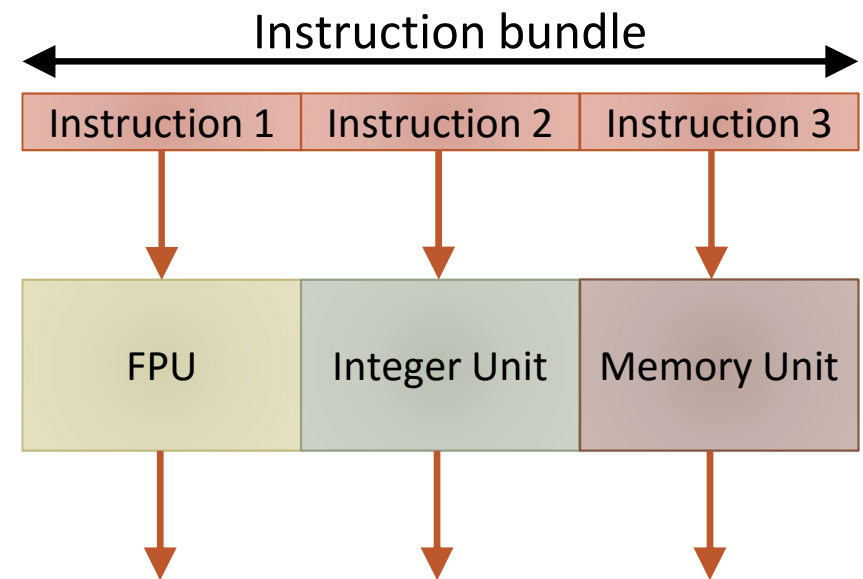 Instruction bundle
Instruction 1 Instruction 2 Instruction 3
FPU Integer Unit Memory Unit